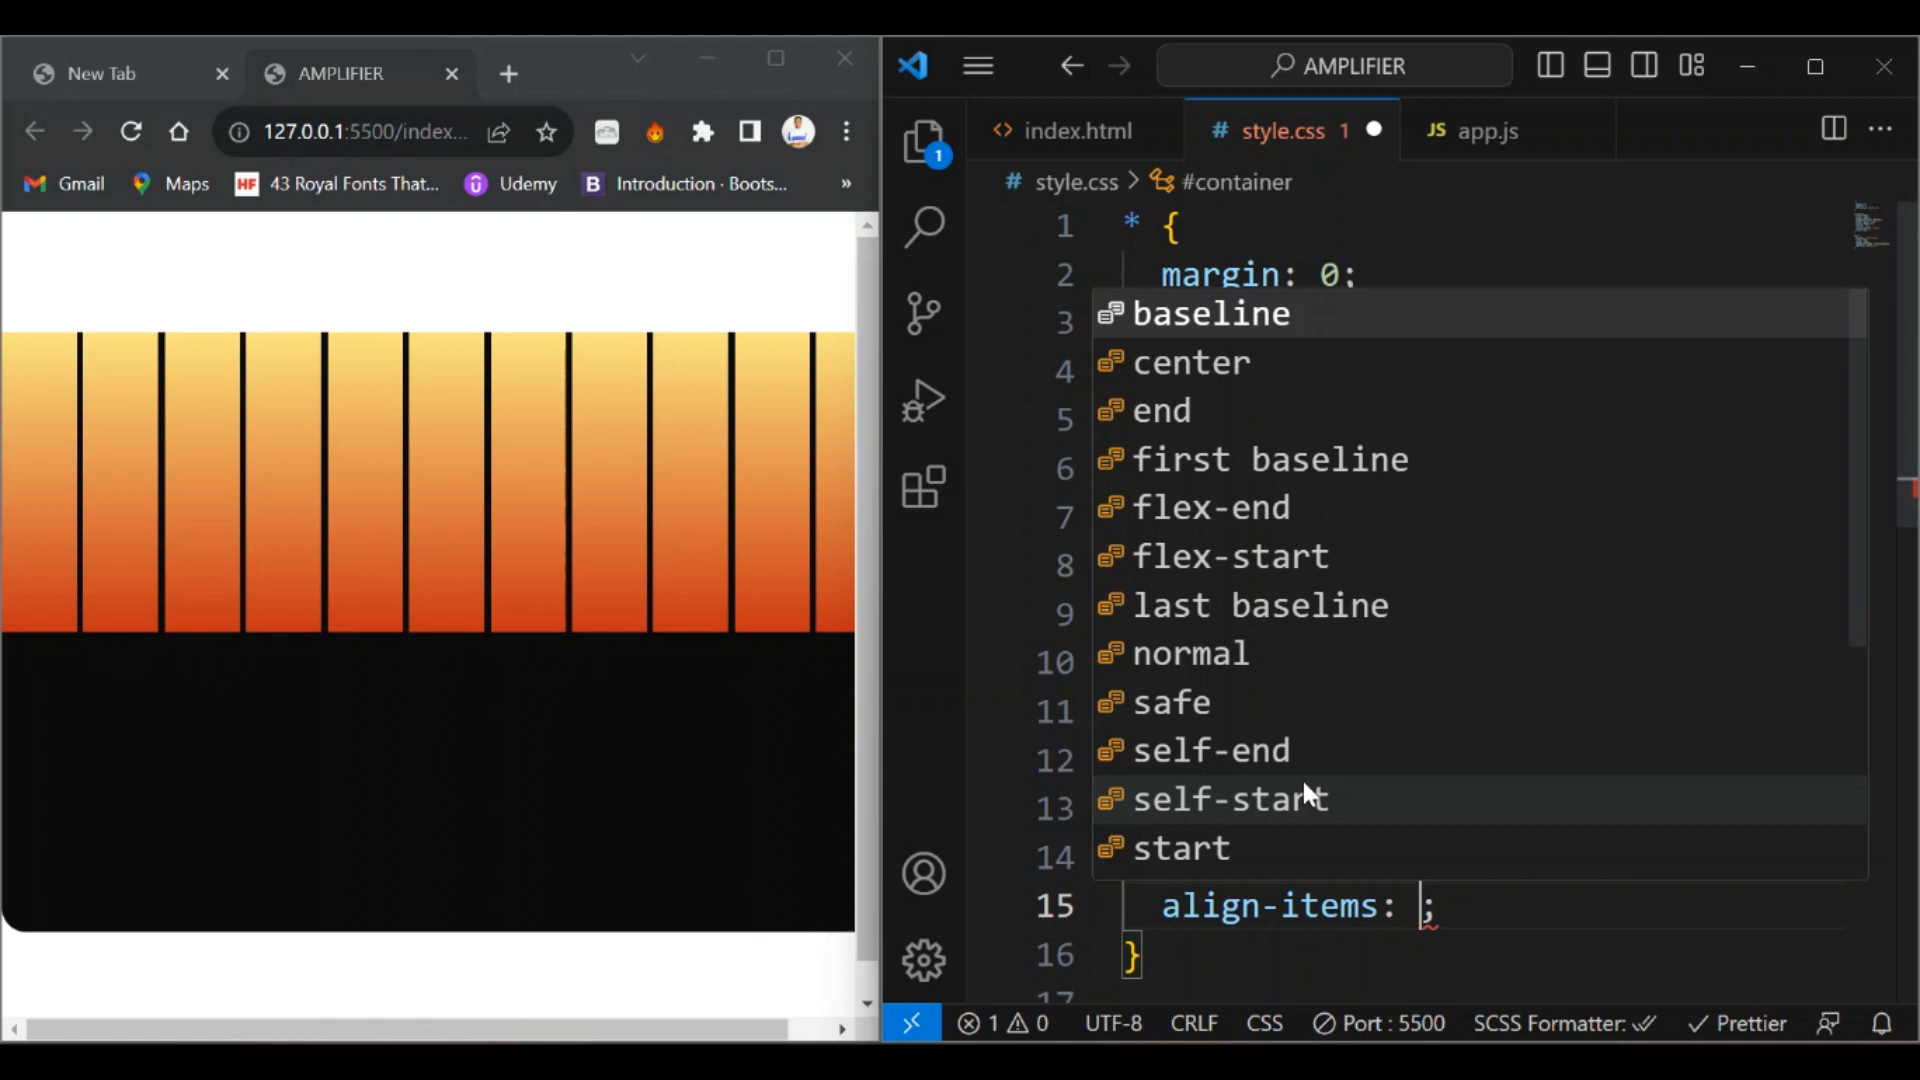 New Tab
AMPLIFIER
127.0.0.1:5500/index...
Gmail
Maps
HF 43 Royal Fonts That...
Udemy
B Introduction · Boots...
»
AMPLIFIER
index.html
# style.css 1
JS app.js
...
1
# style.css > #container
1 * {
2 margin: 0;
3
4
5
6
7
8
9
10
11
12
13
14
baseline
center
end
first baseline
flex-end
flex-start
last baseline
normal
safe
self-end
self-start
start
15 align-items: ;
16 }
17
1 0
UTF-8
CRLF
CSS
Port : 5500
SCSS Formatter:
Prettier